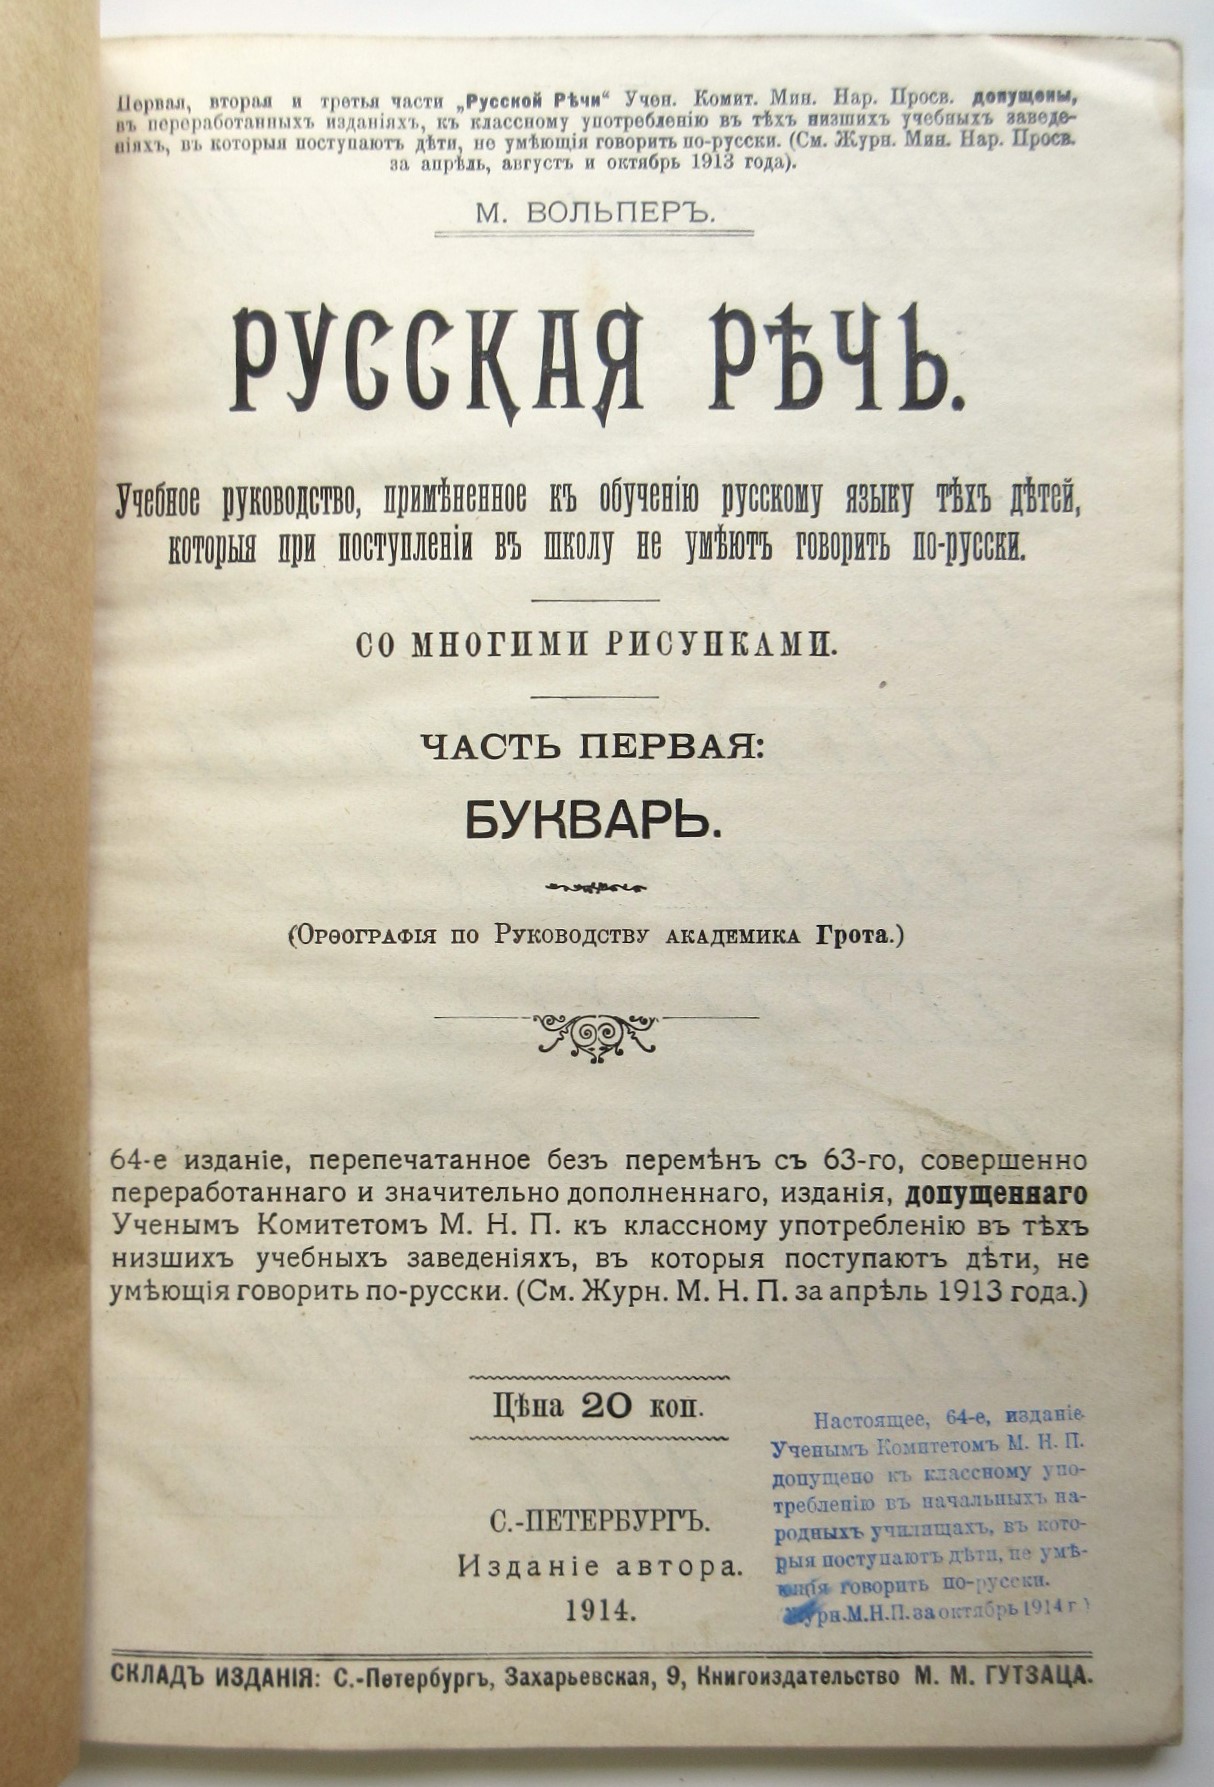 Первая, вторая и третья части „Русской Рѣчи“ Учен. Комит. Мин. Нар. Просв. допущены,
въ переработанныхъ изданіяхъ, къ классному употребленію въ тѣхъ низшихъ учебныхъ заведе-
ніяхъ, въ которыя поступаютъ дѣти, не умѣющія говорить по-русски. (См. Журн. Мин. Нар. Просв.
за апрѣль, августъ и октябрь 1913 года).
М. ВОЛЬПЕРЪ.
РУССКАЯ РѢЧЬ.
Учебное руководство, примѣненное къ обученію русскому языку тѣхъ дѣтей,
которыя при поступленіи въ школу не умѣютъ говорить по-русски.
СО МНОГИМИ РИСУНКАМИ.
ЧАСТЬ ПЕРВАЯ:
БУКВАРЬ.
(Орѳографія по Руководству академика Грота.)
64-е изданіе, перепечатанное безъ перемѣнъ съ 63-го, совершенно
переработаннаго и значительно дополненнаго, изданія, допущеннаго
Ученымъ Комитетомъ М. Н. П. къ классному употребленію въ тѣхъ
низшихъ учебныхъ заведеніяхъ, въ которыя поступаютъ дѣти, не
умѣющія говорить по-русски. (См. Журн. М. Н. П. за апрѣль 1913 года.)
Цѣна 20 коп.
Настоящее, 64-е, изданіе
Ученымъ Комитетомъ М. Н. П.
допущено къ классному упо-
требленію въ начальныхъ на-
родныхъ училищахъ, въ кото-
рыя поступаютъ дѣти, не умѣ-
ющія говорить по-русски.
Журн. М. Н. П. за октябрь 1914 г.)
С.-ПЕТЕРБУРГЪ.
Изданіе автора.
1914.
СКЛАДЪ ИЗДАНІЯ: С.-Петербургъ, Захарьевская, 9, Книгоиздательство М. М. ГУТЗАЦА.